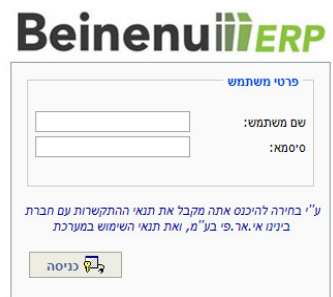 Beinenu ERP
פרטי משתמש
שם משתמש:
סיסמא:
ע"י בחירה להיכנס אתה מקבל את תנאי ההתקשרות עם חברת
בינינו אי.אר.פי בע"מ, ואת תנאי השימוש במערכת
כניסה